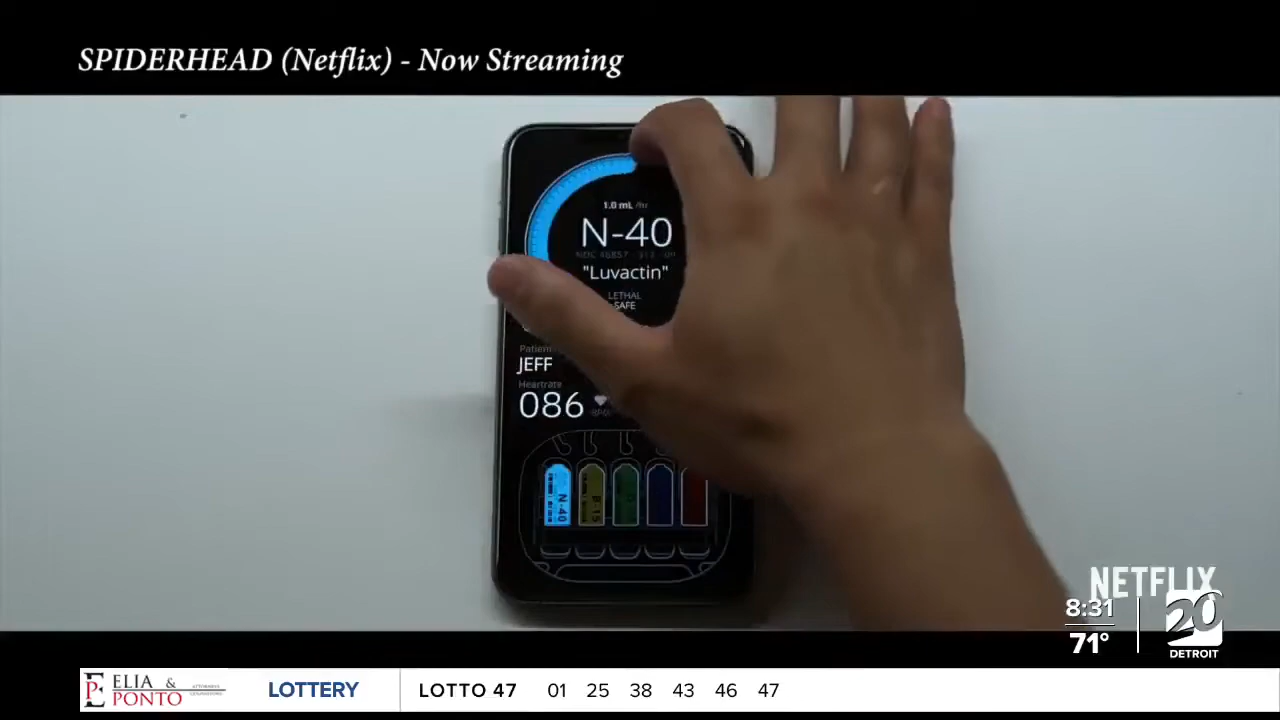 SPIDERHEAD (Netflix) - Now Streaming
1.0 mL /hr
N-40
"Luvactin"
LETHAL
SAFE
Patient
JEFF
Heartrate
086
N-40
B-15
NETFLIX
8:31
71°
20
DETROIT
ELIA &
PONTO
LOTTERY
LOTTO 47 01 25 38 43 46 47